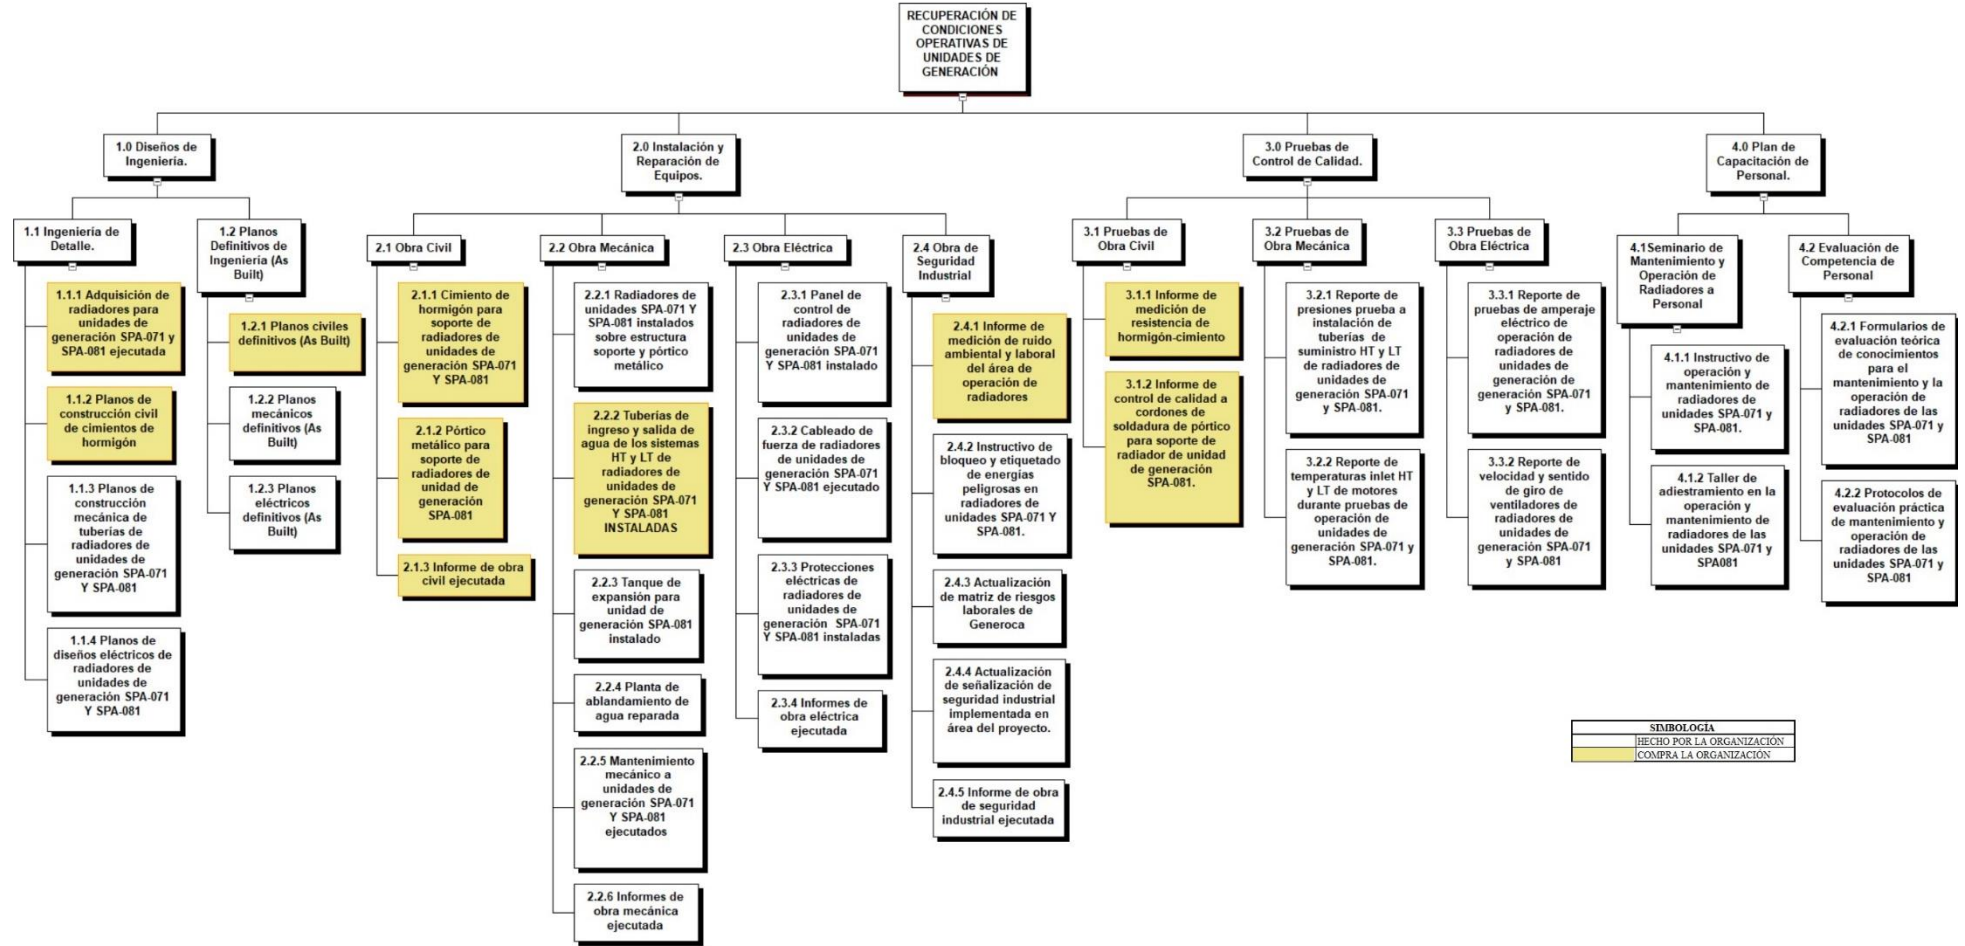 RECUPERACIÓN DE
CONDICIONES
OPERATIVAS DE
UNIDADES DE
GENERACIÓN
1.0 Diseños de
Ingeniería.
2.0 Instalación y
Reparación de
Equipos.
3.0 Pruebas de
Control de Calidad.
4.0 Plan de
Capacitación de
Personal.
1.1 Ingeniería de
Detalle.
1.2 Planos
Definitivos de
Ingeniería (As
Built)
2.1 Obra Civil
2.2 Obra Mecánica
2.3 Obra Eléctrica
2.4 Obra de
Seguridad
Industrial
3.1 Pruebas de
Obra Civil
3.2 Pruebas de
Obra Mecánica
3.3 Pruebas de
Obra Eléctrica
4.1Seminario de
Mantenimiento y
Operación de
Radiadores a
Personal
4.2 Evaluación de
Competencia de
Personal
1.1.1 Adquisición de
radiadores para
unidades de
generación SPA-071 y
SPA-081 ejecutada
1.1.2 Planos de
construcción civil
de cimientos de
hormigón
1.1.3 Planos de
construcción
mecánica de
tuberías de
radiadores de
unidades de
generación SPA-071
Y SPA-081
1.1.4 Planos de
diseños eléctricos de
radiadores de
unidades de
generación SPA-071
Y SPA-081
1.2.1 Planos civiles
definitivos (As Built)
1.2.2 Planos
mecánicos
definitivos (As
Built)
1.2.3 Planos
eléctricos
definitivos (As
Built)
2.1.1 Cimiento de
hormigón para
soporte de
radiadores de
unidades de
generación SPA-071
Y SPA-081
2.1.2 Pórtico
metálico para
soporte de
radiadores de
unidad de
generación
SPA-081
2.1.3 Informe de obra
civil ejecutada
2.2.1 Radiadores de
unidades SPA-071 Y
SPA-081 instalados
sobre estructura
soporte y pórtico
metálico
2.2.2 Tuberías de
ingreso y salida de
agua de los sistemas
HT y LT de
radiadores de
unidades de
generación SPA-071
Y SPA-081
INSTALADAS
2.2.3 Tanque de
expansión para
unidad de
generación SPA-081
instalado
2.2.4 Planta de
ablandamiento de
agua reparada
2.2.5 Mantenimiento
mecánico a
unidades de
generación SPA-071
Y SPA-081
ejecutados
2.2.6 Informes de
obra mecánica
ejecutada
2.3.1 Panel de
control de
radiadores de
unidades de
generación SPA-071
Y SPA-081 instalado
2.3.2 Cableado de
fuerza de radiadores
de unidades de
generación SPA-071
Y SPA-081 ejecutado
2.3.3 Protecciones
eléctricas de
radiadores de
unidades de
generación SPA-071
Y SPA-081 instaladas
2.3.4 Informes de
obra eléctrica
ejecutada
2.4.1 Informe de
medición de ruido
ambiental y laboral
del área de
operación de
radiadores
2.4.2 Instructivo de
bloqueo y etiquetado
de energías
peligrosas en
radiadores de
unidades SPA-071 Y
SPA-081.
2.4.3 Actualización
de matriz de riesgos
laborales de
Generoca
2.4.4 Actualización
de señalización de
seguridad industrial
implementada en
área del proyecto.
2.4.5 Informe de obra
de seguridad
industrial ejecutada
3.1.1 Informe de
medición de
resistencia de
hormigón-cimiento
3.1.2 Informe de
control de calidad a
cordones de
soldadura de pórtico
para soporte de
radiador de unidad
de generación
SPA-081.
3.2.1 Reporte de
presiones prueba a
instalación de
tuberías de
suministro HT y LT
de radiadores de
unidades de
generación SPA-071
y SPA-081.
3.2.2 Reporte de
temperaturas inlet HT
y LT de motores
durante pruebas de
operación de
unidades de
generación SPA-071 y
SPA-081.
3.3.1 Reporte de
pruebas de amperaje
eléctrico de
operación de
radiadores de
unidades de
generación SPA-071
y SPA-081.
3.3.2 Reporte de
velocidad y sentido
de giro de
ventiladores de
radiadores de
unidades de
generación SPA-071
y SPA-081
4.1.1 Instructivo de
operación y
mantenimiento de
radiadores de
unidades SPA-071 y
SPA-081.
4.1.2 Taller de
adiestramiento en la
operación y
mantenimiento de
radiadores de las
unidades SPA-071 y
SPA081
4.2.1 Formularios de
evaluación teórica
de conocimientos
para el
mantenimiento y la
operación de
radiadores de las
unidades SPA-071 y
SPA-081
4.2.2 Protocolos de
evaluación práctica
de mantenimiento y
operación de
radiadores de las
unidades SPA-071 y
SPA-081
SIMBOLOGÍA
HECHO POR LA ORGANIZACIÓN
COMPRA LA ORGANIZACIÓN